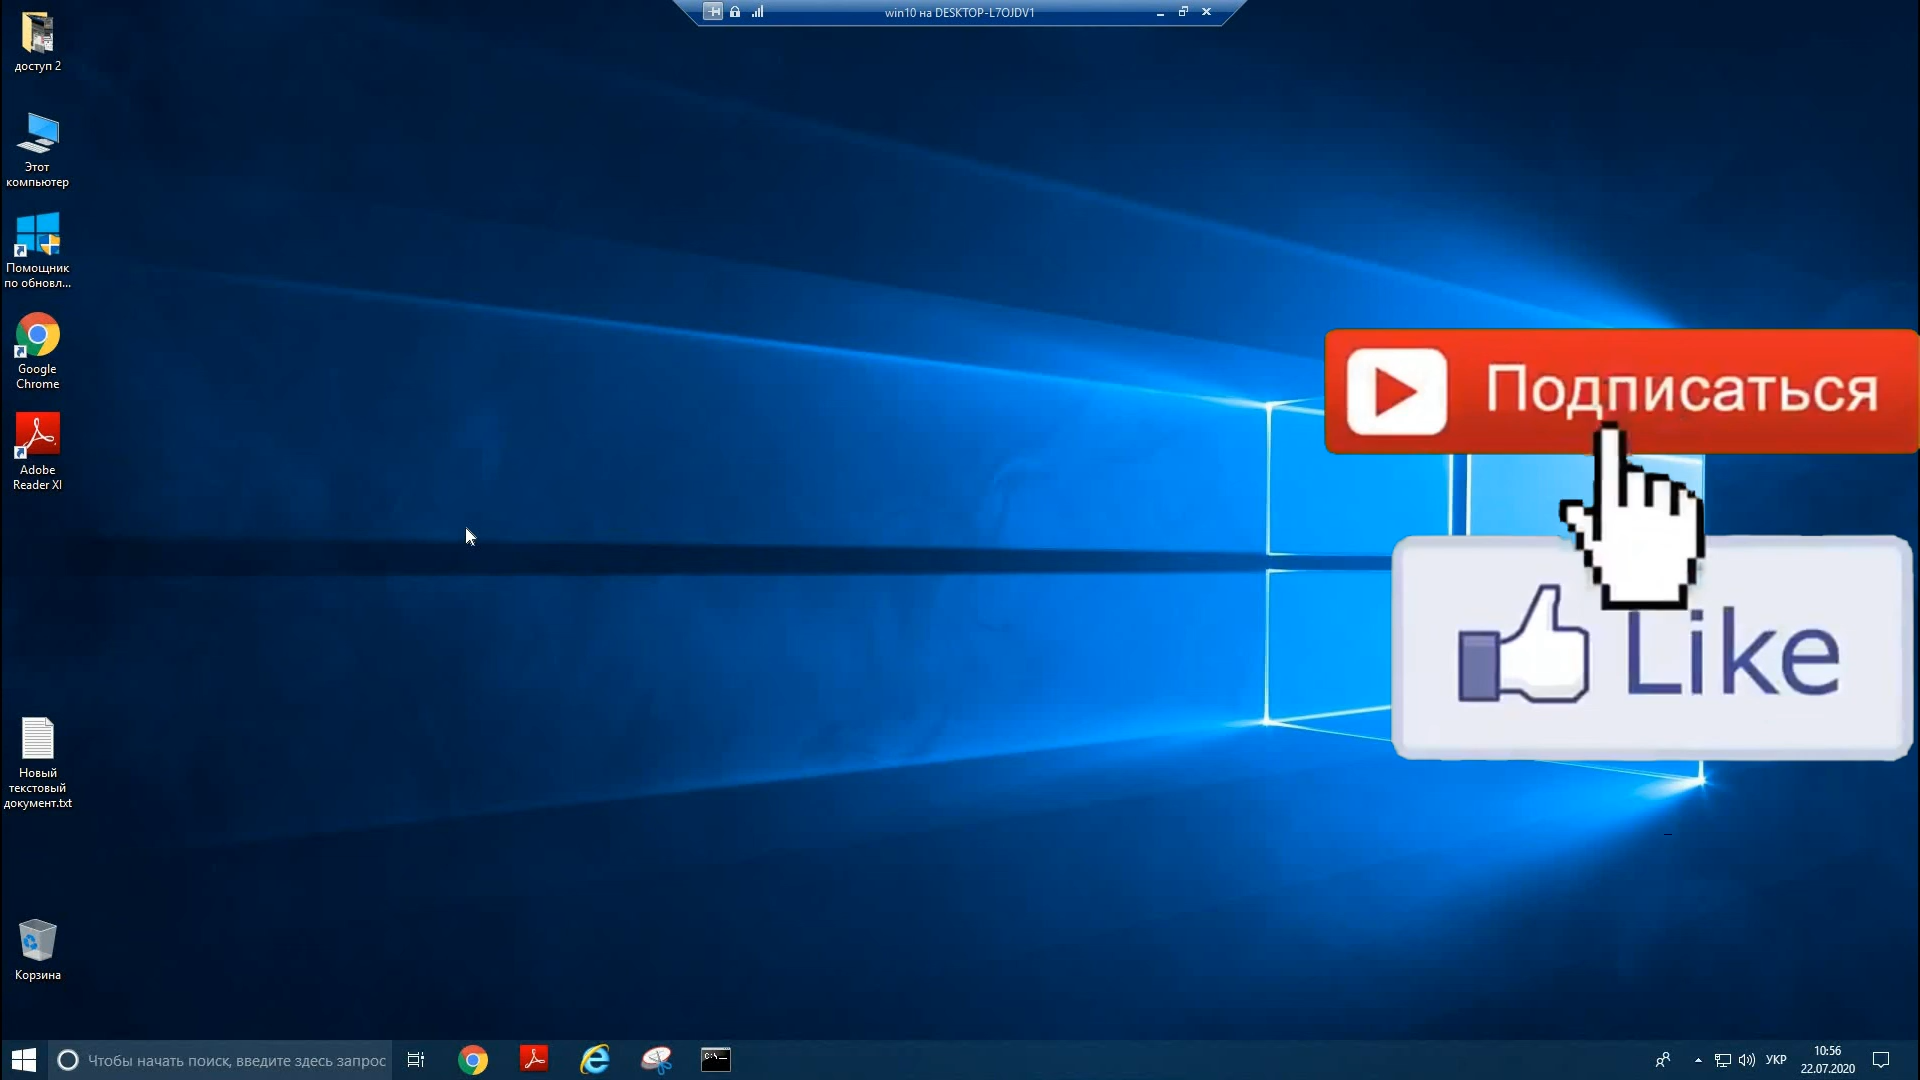 win10 на DESKTOP-L7OJDV1
доступ 2
Этот
компьютер
Помощник
по обновл...
Google
Chrome
Adobe
Reader XI
Подписаться
Like
Новый
текстовый
документ.txt
Корзина
Чтобы начать поиск, введите здесь запрос
C:\_
УКР
10:56
22.07.2020